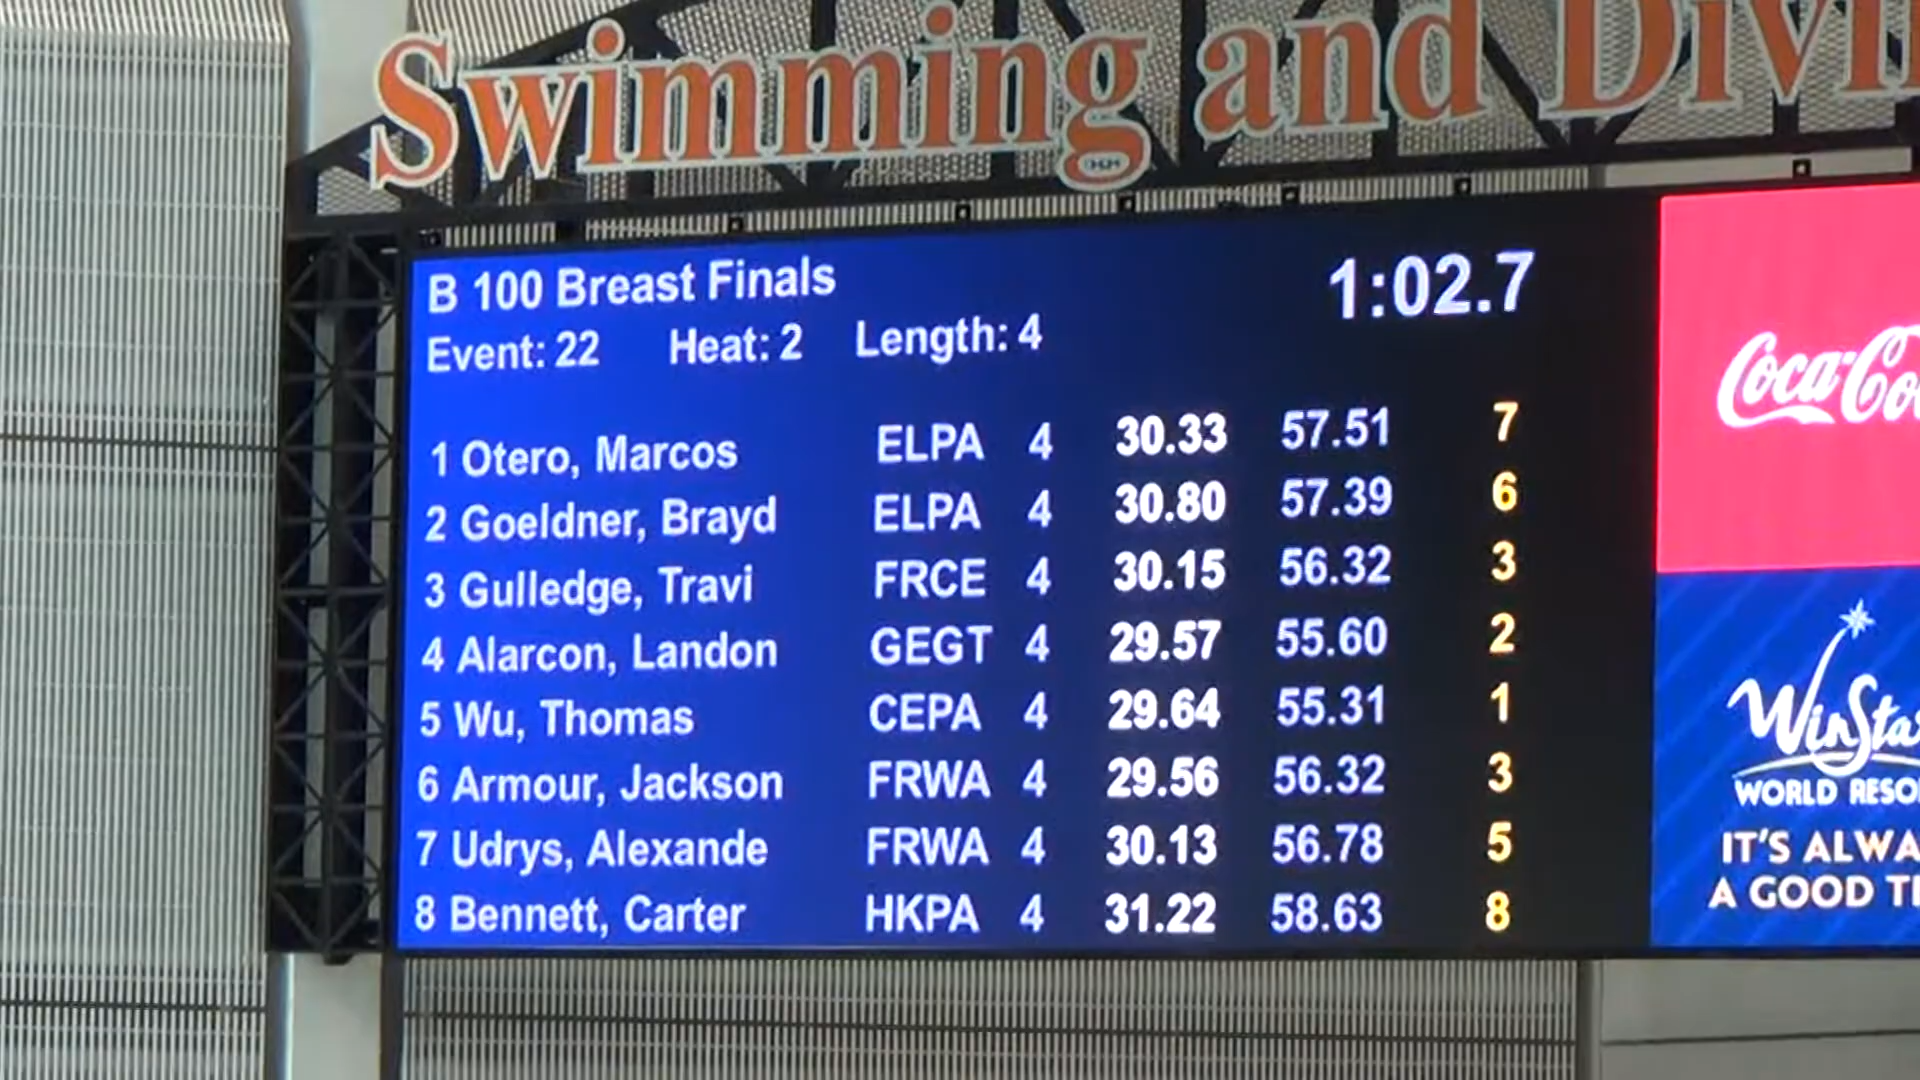 Swimming and Divi
B 100 Breast Finals 1:02.7
Event: 22 Heat: 2 Length: 4
1 Otero, Marcos ELPA 4 30.33 57.51 7
2 Goeldner, Brayd ELPA 4 30.80 57.39 6
3 Gulledge, Travi FRCE 4 30.15 56.32 3
4 Alarcon, Landon GEGT 4 29.57 55.60 2
5 Wu, Thomas CEPA 4 29.64 55.31 1
6 Armour, Jackson FRWA 4 29.56 56.32 3
7 Udrys, Alexande FRWA 4 30.13 56.78 5
8 Bennett, Carter HKPA 4 31.22 58.63 8
Coca-Co
WinSta
WORLD RESO
IT'S ALWA
A GOOD TI